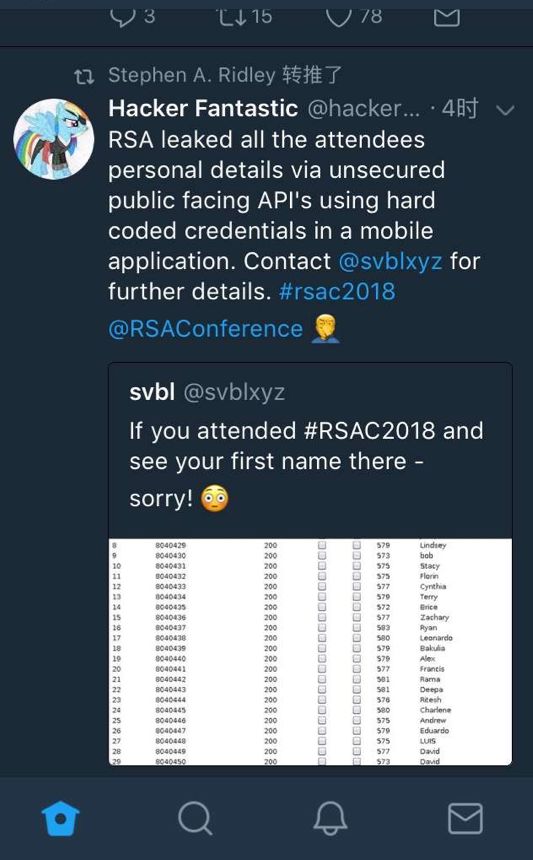 3 15 78
Stephen A. Ridley 转推了
Hacker Fantastic @hacker... · 4时
RSA leaked all the attendees
personal details via unsecured
public facing API's using hard
coded credentials in a mobile
application. Contact @svblxyz for
further details. #rsac2018
@RSAConference 🤦‍♂️
svbl @svblxyz
If you attended #RSAC2018 and
see your first name there -
sorry! 😳
8 8040429 200 579 Lindsey
9 8040430 200 573 bob
10 8040431 200 575 Stacy
11 8040432 200 575 Florin
12 8040433 200 577 Cynthia
13 8040434 200 579 Terry
14 8040435 200 572 Brice
15 8040436 200 577 Zachary
16 8040437 200 583 Ryan
17 8040438 200 580 Leonardo
18 8040439 200 579 Bakulia
19 8040440 200 579 Alex
20 8040441 200 577 Francis
21 8040442 200 581 Rama
22 8040443 200 581 Deepa
23 8040444 200 576 Ritesh
24 8040445 200 580 Charlene
25 8040446 200 575 Andrew
26 8040447 200 579 Eduardo
27 8040448 200 575 LUIS
28 8040449 200 577 David
29 8040450 200 573 David